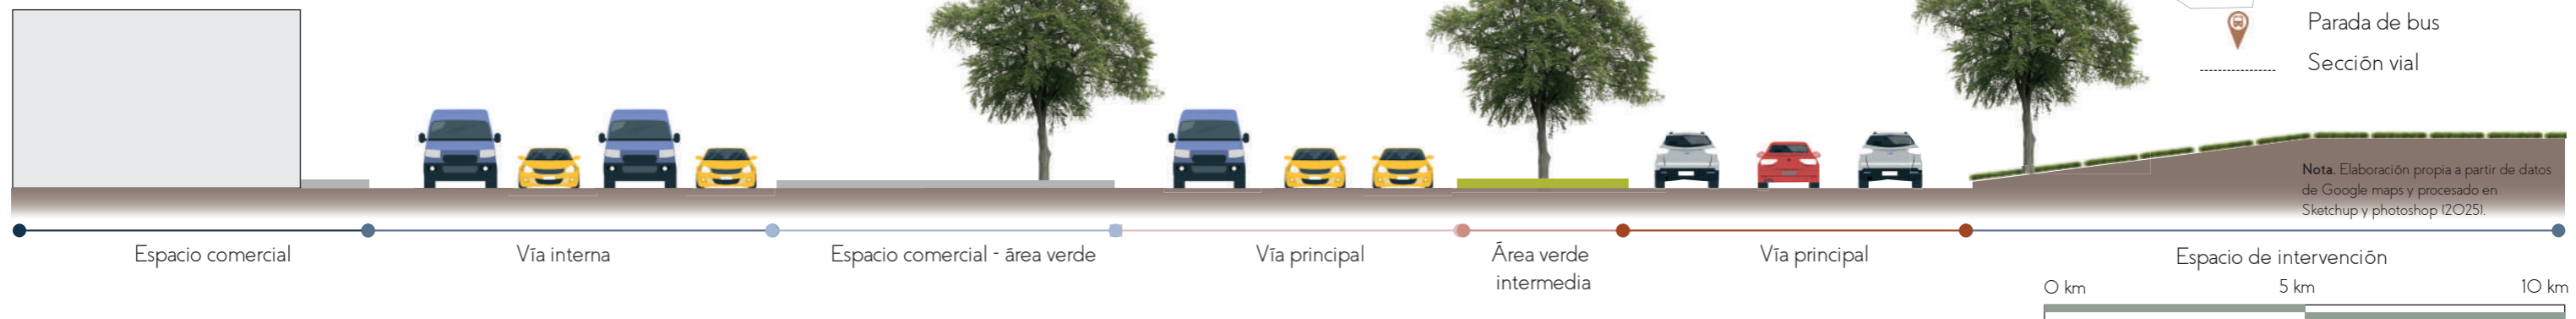 Parada de bus
Sección vial
Nota. Elaboración propia a partir de datos
de Google maps y procesado en
Sketchup y photoshop (2025).
Espacio comercial
Vía interna
Espacio comercial - área verde
Vía principal
Área verde
intermedia
Vía principal
Espacio de intervención
0 km
5 km
10 km